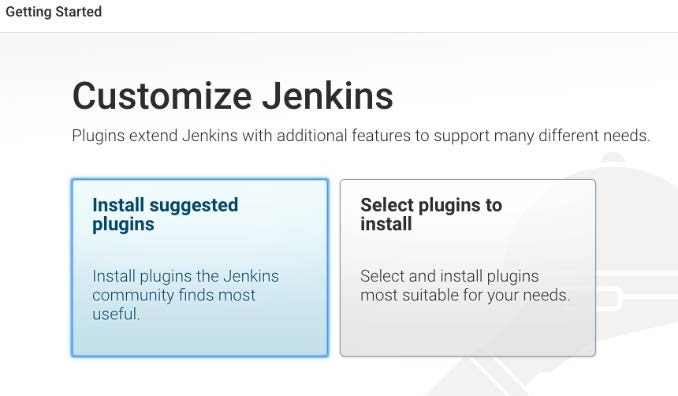 Getting Started
Customize Jenkins
Plugins extend Jenkins with additional features to support many different needs.
Install suggested
plugins
Install plugins the Jenkins
community finds most
useful.
Select plugins to
install
Select and install plugins
most suitable for your needs.